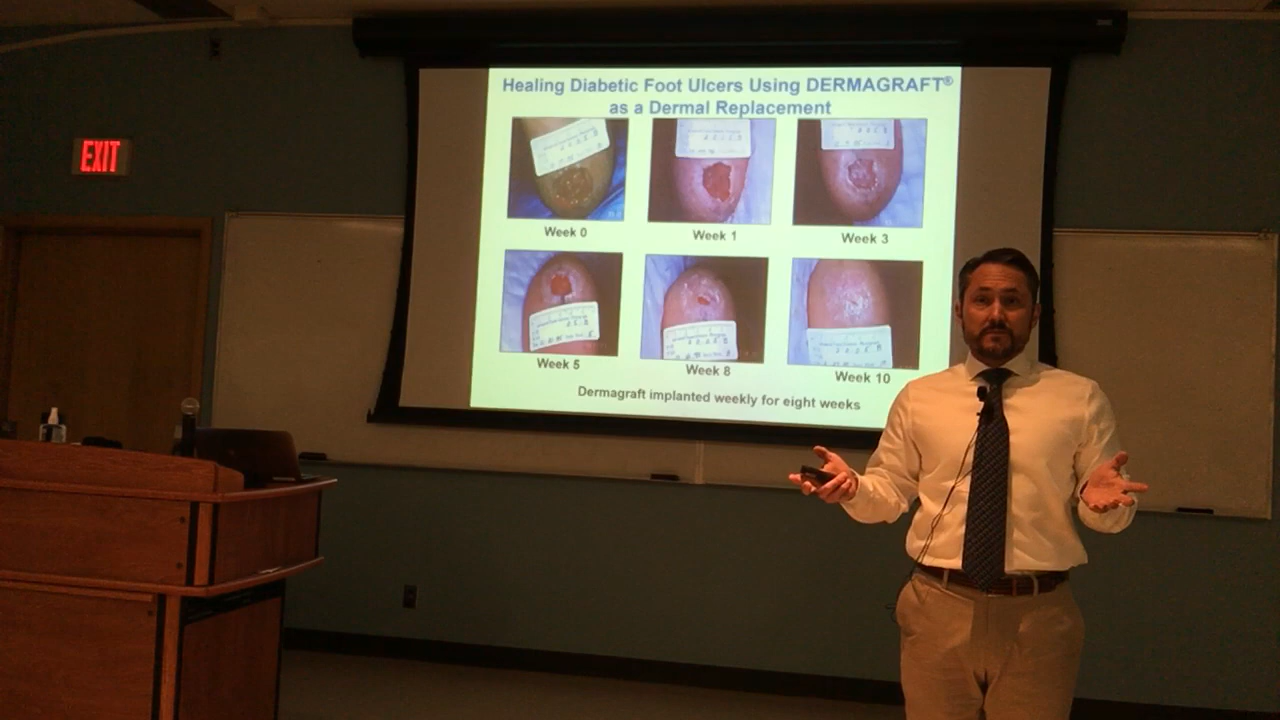 EXIT
Healing Diabetic Foot Ulcers Using DERMAGRAFT®
as a Dermal Replacement
Week 0
Week 1
Week 3
Week 5
Week 8
Week 10
Dermagraft implanted weekly for eight weeks